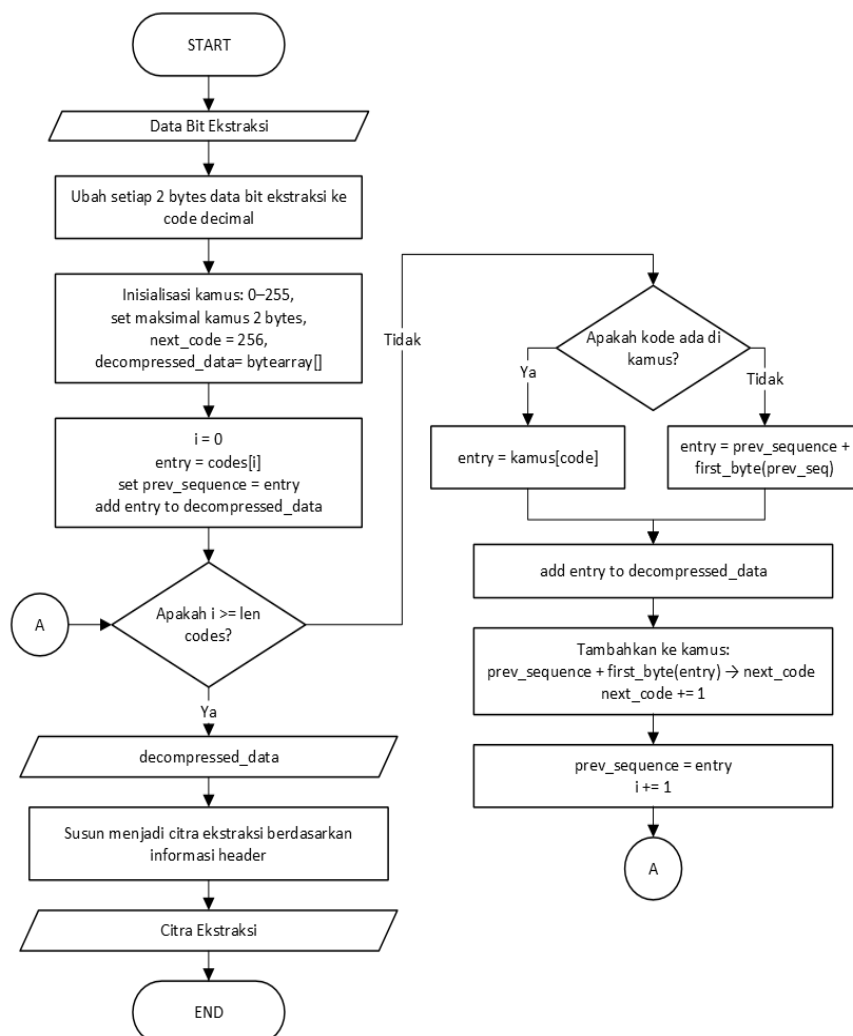 START
Data Bit Ekstraksi
Ubah setiap 2 bytes data bit ekstraksi ke
code decimal
Inisialisasi kamus: 0–255,
set maksimal kamus 2 bytes,
next_code = 256,
decompressed_data= bytearray[]
i = 0
entry = codes[i]
set prev_sequence = entry
add entry to decompressed_data
A
Apakah i >= len
codes?
Tidak
Ya
decompressed_data
Susun menjadi citra ekstraksi berdasarkan
informasi header
Citra Ekstraksi
END
Apakah kode ada di
kamus?
Ya
Tidak
entry = kamus[code]
entry = prev_sequence +
first_byte(prev_seq)
add entry to decompressed_data
Tambahkan ke kamus:
prev_sequence + first_byte(entry) → next_code
next_code += 1
prev_sequence = entry
i += 1
A